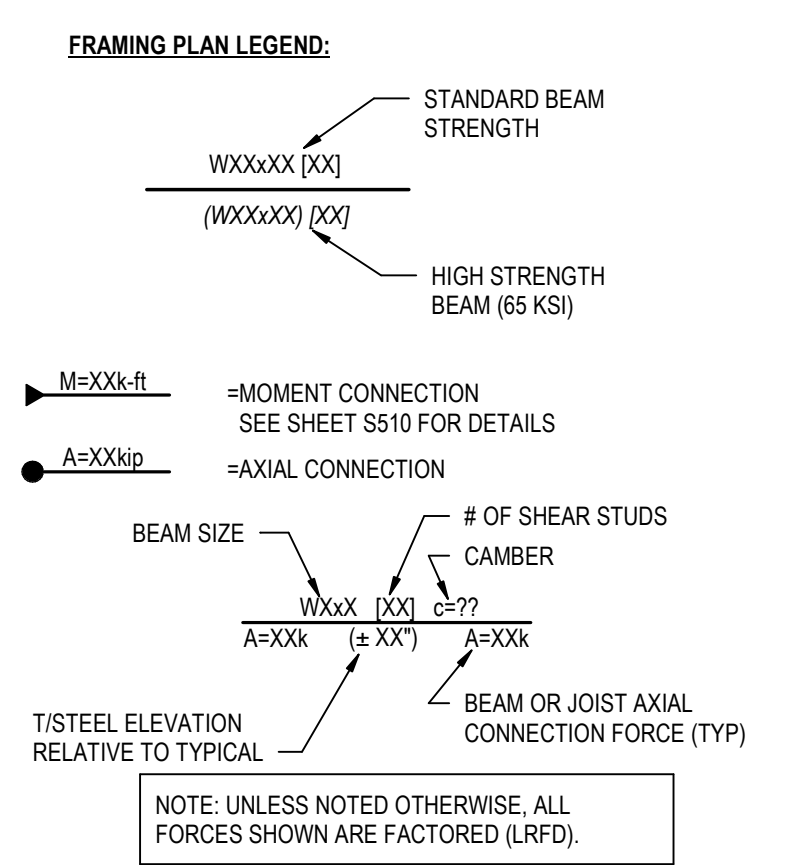 FRAMING PLAN LEGEND:
STANDARD BEAM
STRENGTH
WXXxXX [XX]
(WXXxXX) [XX]
HIGH STRENGTH
BEAM (65 KSI)
M=XXk-ft
=MOMENT CONNECTION
SEE SHEET S510 FOR DETAILS
A=XXkip
=AXIAL CONNECTION
# OF SHEAR STUDS
BEAM SIZE
CAMBER
WXxX [XX] c=??
A=XXk (± XX") A=XXk
BEAM OR JOIST AXIAL
CONNECTION FORCE (TYP)
T/STEEL ELEVATION
RELATIVE TO TYPICAL
NOTE: UNLESS NOTED OTHERWISE, ALL
FORCES SHOWN ARE FACTORED (LRFD).